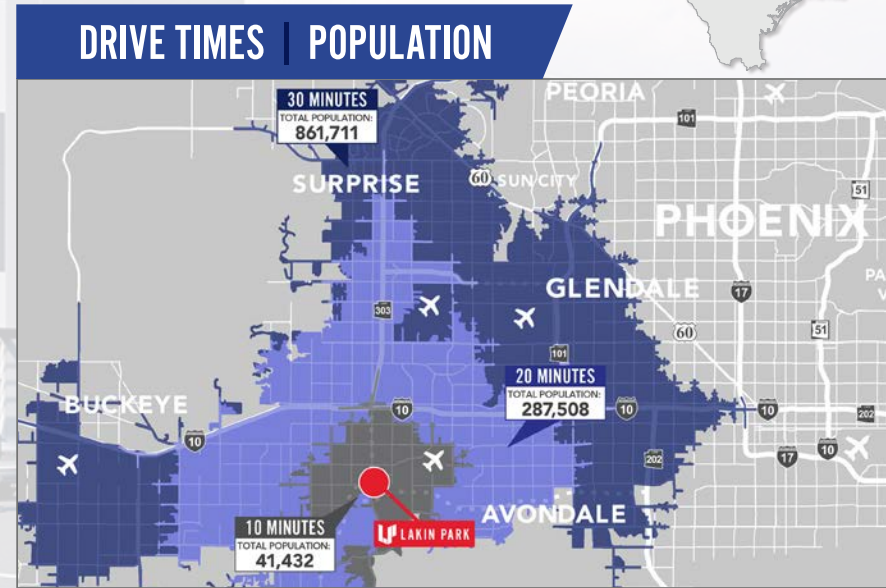 DRIVE TIMES | POPULATION
30 MINUTES
TOTAL POPULATION:
861,711
PEORIA
101
SURPRISE
60
SUN CITY
51
PHOENIX
PA
V
GLENDALE
17
303
60
51
101
20 MINUTES
TOTAL POPULATION:
287,508
BUCKEYE
10
10
10
202
10
10
17
202
AVONDALE
10 MINUTES
TOTAL POPULATION:
41,432
LAKIN PARK